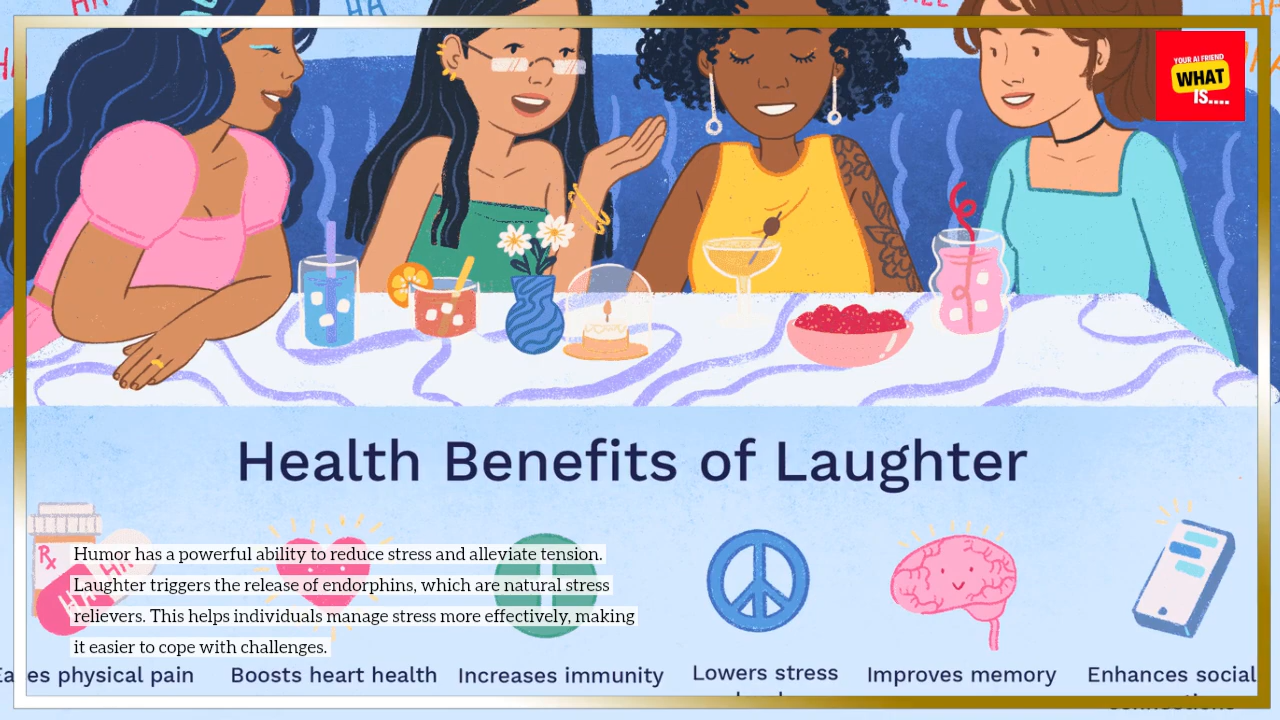 HA
YOUR AI FRIEND
WHAT
IS....
Health Benefits of Laughter
Humor has a powerful ability to reduce stress and alleviate tension.
Laughter triggers the release of endorphins, which are natural stress
relievers. This helps individuals manage stress more effectively, making
it easier to cope with challenges.
physical pain
Boosts heart health
Increases immunity
Lowers stress
Improves memory
Enhances social